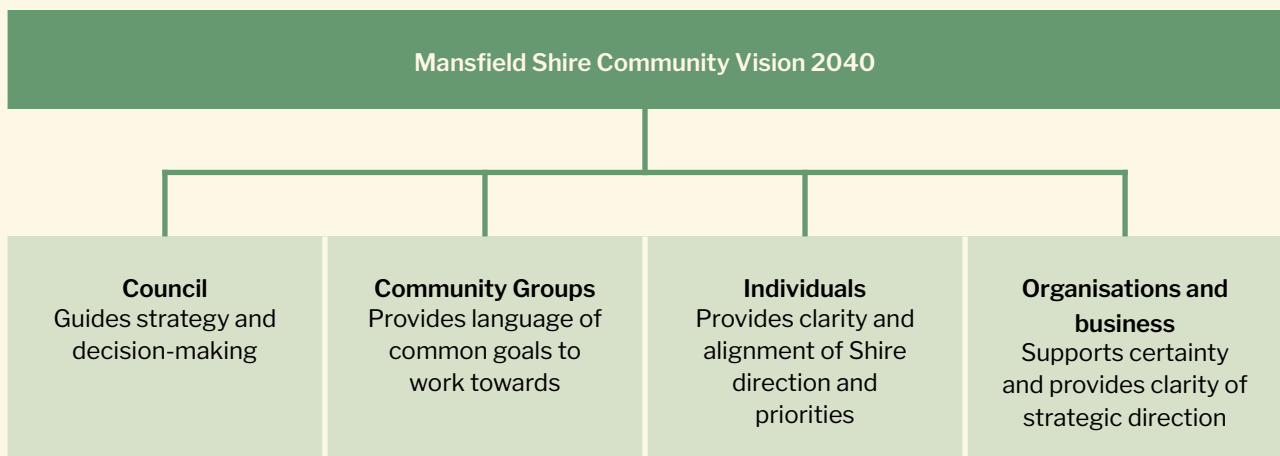 Mansfield Shire Community Vision 2040
Council
Guides strategy and
decision-making
Community Groups
Provides language of
common goals to
work towards
Individuals
Provides clarity and
alignment of Shire
direction and
priorities
Organisations and
business
Supports certainty
and provides clarity of
strategic direction